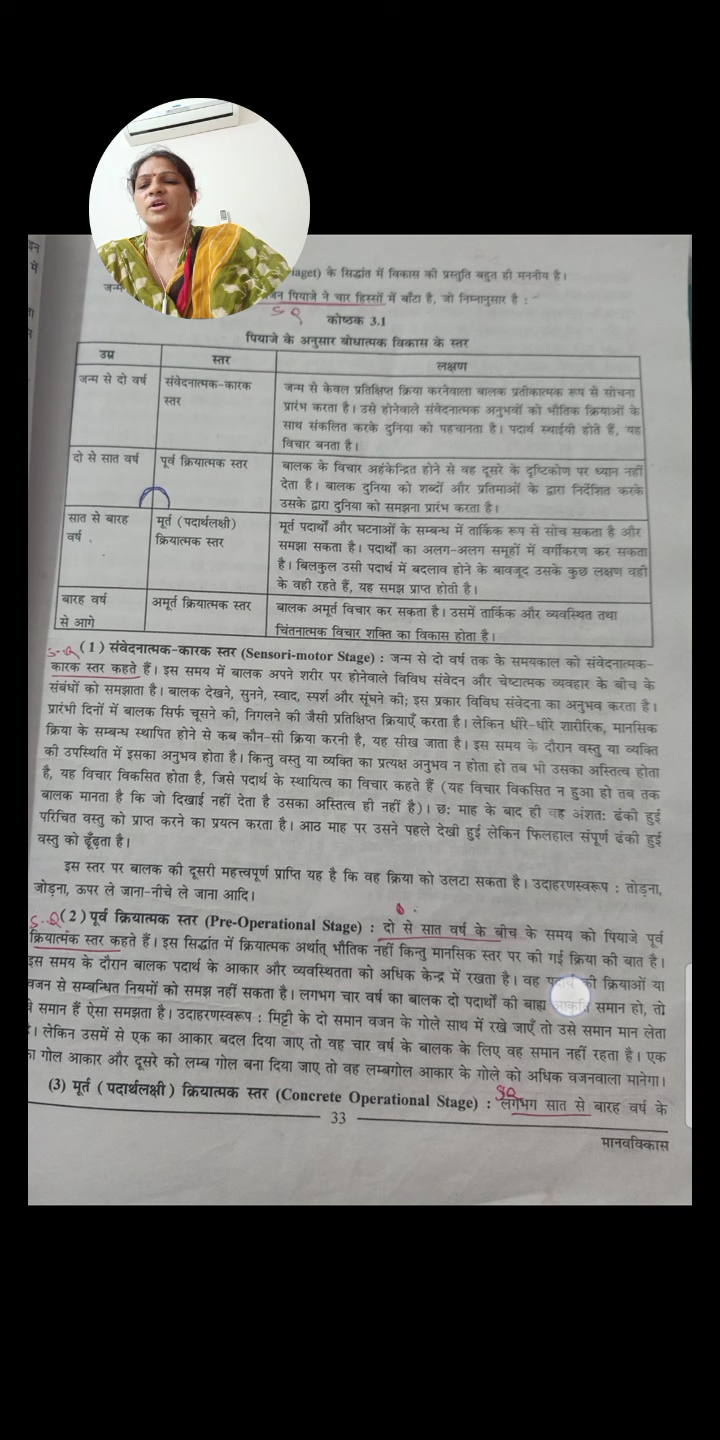 इन
में
iaget) के सिद्धांत में विकास की प्रस्तुति बहुत ही मननीय है।
जन्म जन पियाजे ने चार हिस्सों में बाँटा है, जो निम्नानुसार है :
S Q
कोष्ठक 3.1
पियाजे के अनुसार बोधात्मक विकास के स्तर
उम्र स्तर लक्षण
जन्म से दो वर्ष संवेदनात्मक-कारक जन्म से केवल प्रतिक्षिप्त क्रिया करनेवाला बालक प्रतीकात्मक रूप से सोचना
स्तर प्रारंभ करता है। उसे होनेवाले संवेदनात्मक अनुभवों को भौतिक क्रियाओं के
साथ संकलित करके दुनिया को पहचानता है। पदार्थ स्थाईयी होते हैं, यह
विचार बनता है।
दो से सात वर्ष पूर्व क्रियात्मक स्तर बालक के विचार अहंकेन्द्रित होने से वह दूसरे के दृष्टिकोण पर ध्यान नहीं
देता है। बालक दुनिया को शब्दों और प्रतिमाओं के द्वारा निर्देशित करके
उसके द्वारा दुनिया को समझना प्रारंभ करता है।
सात से बारह मूर्त (पदार्थलक्षी) मूर्त पदार्थों और घटनाओं के सम्बन्ध में तार्किक रूप से सोच सकता है और
वर्ष क्रियात्मक स्तर समझा सकता है। पदार्थों का अलग-अलग समूहों में वर्गीकरण कर सकता
है। बिलकुल उसी पदार्थ में बदलाव होने के बावजूद उसके कुछ लक्षण वही
के वही रहते हैं, यह समझ प्राप्त होती है।
बारह वर्ष अमूर्त क्रियात्मक स्तर बालक अमूर्त विचार कर सकता है। उसमें तार्किक और व्यवस्थित तथा
से आगे चिंतनात्मक विचार शक्ति का विकास होता है।
S-Q (1) संवेदनात्मक-कारक स्तर (Sensori-motor Stage) : जन्म से दो वर्ष तक के समयकाल को संवेदनात्मक-
कारक स्तर कहते हैं। इस समय में बालक अपने शरीर पर होनेवाले विविध संवेदन और चेष्टात्मक व्यवहार के बीच के
संबंधों को समझाता है। बालक देखने, सुनने, स्वाद, स्पर्श और सूंघने को; इस प्रकार विविध संवेदना का अनुभव करता है।
प्रारंभी दिनों में बालक सिर्फ चूसने की, निगलने की जैसी प्रतिक्षिप्त क्रियाएँ करता है। लेकिन धीरे-धीरे शारीरिक, मानसिक
क्रिया के सम्बन्ध स्थापित होने से कब कौन-सी क्रिया करनी है, यह सीख जाता है। इस समय के दौरान वस्तु या व्यक्ति
की उपस्थिति में इसका अनुभव होता है। किन्तु वस्तु या व्यक्ति का प्रत्यक्ष अनुभव न होता हो तब भी उसका अस्तित्व होता
है, यह विचार विकसित होता है, जिसे पदार्थ के स्थायित्व का विचार कहते हैं (यह विचार विकसित न हुआ हो तब तक
बालक मानता है कि जो दिखाई नहीं देता है उसका अस्तित्व ही नहीं है)। छः माह के बाद ही वह अंशतः ढंकी हुई
परिचित वस्तु को प्राप्त करने का प्रयत्न करता है। आठ माह पर उसने पहले देखी हुई लेकिन फिलहाल संपूर्ण ढंकी हुई
वस्तु को ढूँढ़ता है।
इस स्तर पर बालक की दूसरी महत्त्वपूर्ण प्राप्ति यह है कि वह क्रिया को उलटा सकता है। उदाहरणस्वरूप : तोड़ना,
जोड़ना, ऊपर ले जाना-नीचे ले जाना आदि।
S-Q (2) पूर्व क्रियात्मक स्तर (Pre-Operational Stage) : दो से सात वर्ष के बीच के समय को पियाजे पूर्व
क्रियात्मक स्तर कहते हैं। इस सिद्धांत में क्रियात्मक अर्थात् भौतिक नहीं किन्तु मानसिक स्तर पर की गई क्रिया की बात है।
इस समय के दौरान बालक पदार्थ के आकार और व्यवस्थितता को अधिक केन्द्र में रखता है। वह पदार्थ की क्रियाओं या
वजन से सम्बन्धित नियमों को समझ नहीं सकता है। लगभग चार वर्ष का बालक दो पदार्थों की बाह्य आकृति समान हो, तो
समान हैं ऐसा समझता है। उदाहरणस्वरूप : मिट्टी के दो समान वजन के गोले साथ में रखे जाएँ तो उसे समान मान लेता
। लेकिन उसमें से एक का आकार बदल दिया जाए तो वह चार वर्ष के बालक के लिए वह समान नहीं रहता है। एक
का गोल आकार और दूसरे को लम्ब गोल बना दिया जाए तो वह लम्बगोल आकार के गोले को अधिक वजनवाला मानेगा।
SQ
(3) मूर्त (पदार्थलक्षी) क्रियात्मक स्तर (Concrete Operational Stage) : लगभग सात से बारह वर्ष के
33
मानवविकास